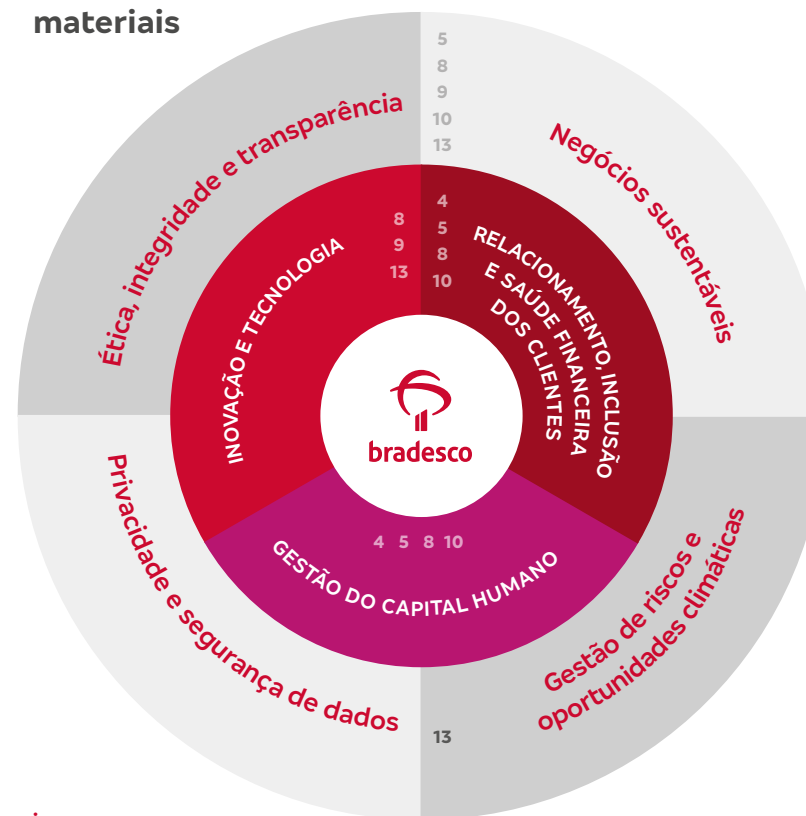 materiais
Ética, integridade e transparência
5
8
9
10
13
Negócios sustentáveis
INOVAÇÃO E TECNOLOGIA
8
9
13
4
5
8
10
RELACIONAMENTO, INCLUSÃO
E SAÚDE FINANCEIRA
DOS CLIENTES
bradesco
4 5 8 10
GESTÃO DO CAPITAL HUMANO
Privacidade e segurança de dados
Gestão de riscos e
oportunidades climáticas
13